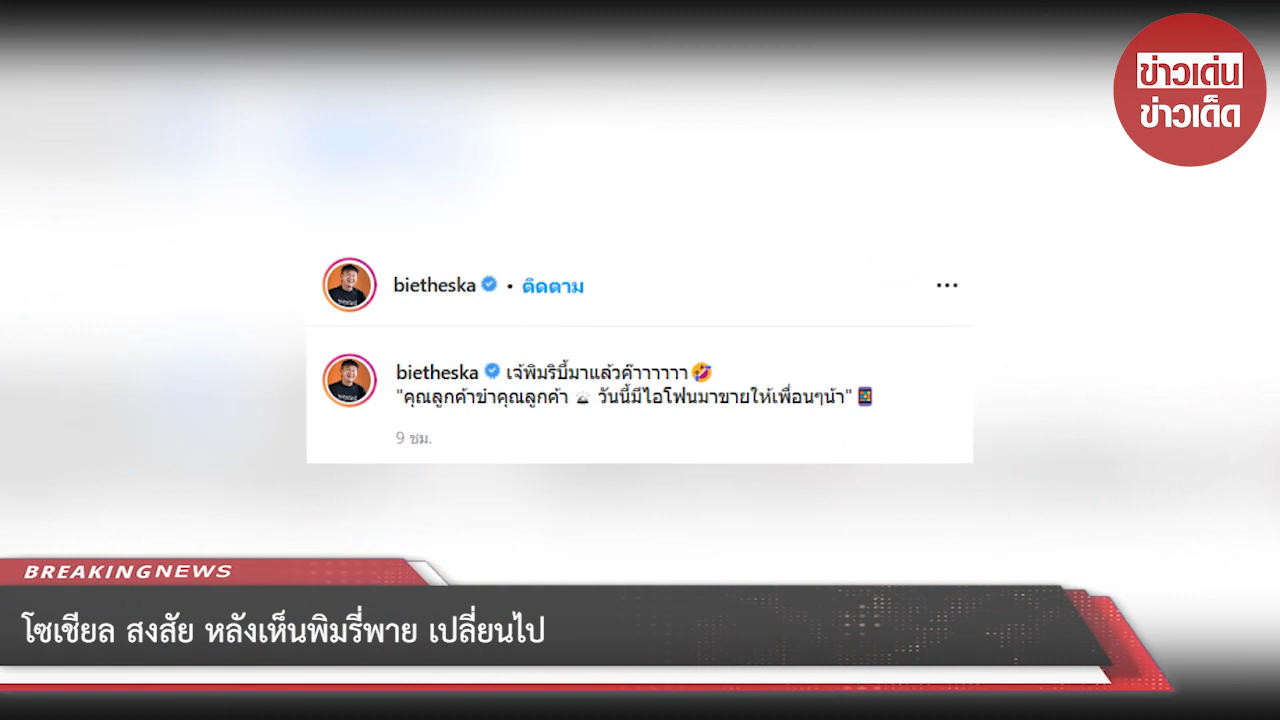 ข่าวเด่น
ข่าวเด็ด
bietheska • ติดตาม
bietheska เจ้พิมริบี้มาแล้วค๊าาาาาา🤣
"คุณลูกค้าขำคุณลูกค้า 🛎 วันนี้มีไอโฟนมาขายให้เพื่อนๆน้า"📱
9 ชม.
BREAKINGNEWS
โซเชียล สงสัย หลังเห็นพิมรี่พาย เปลี่ยนไป